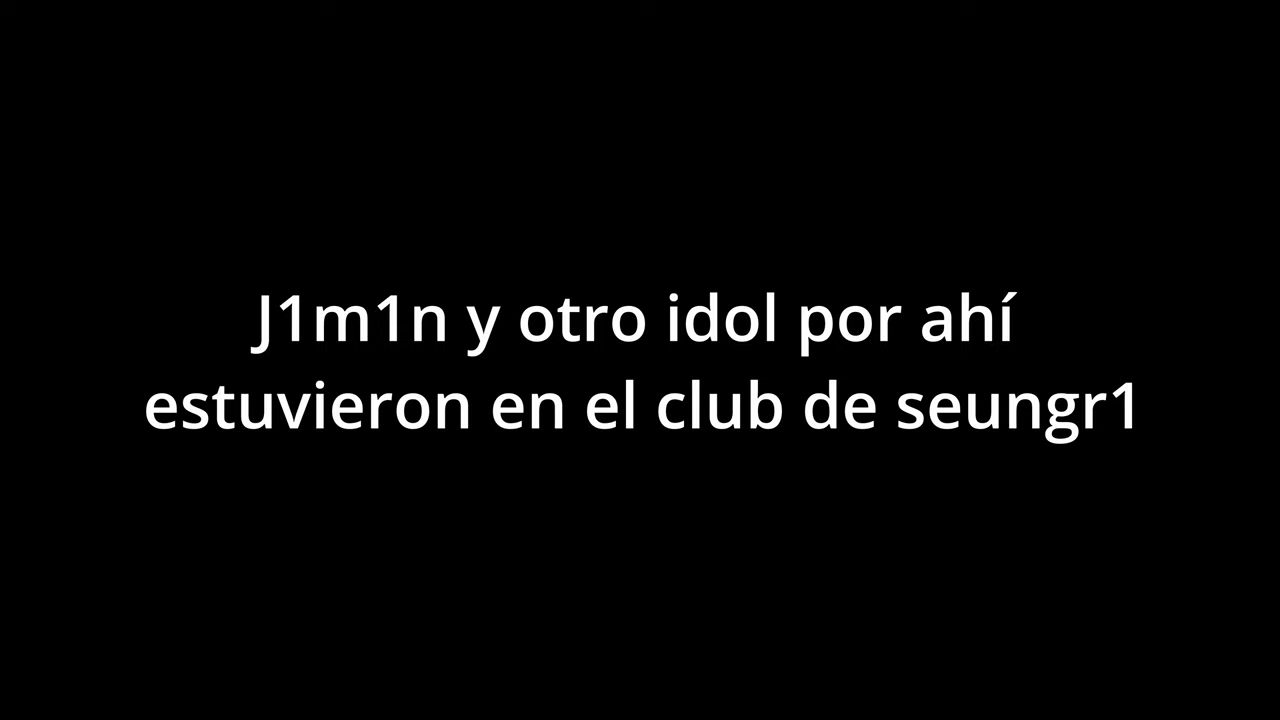 J1m1n y otro idol por ahí
estuvieron en el club de seungr1